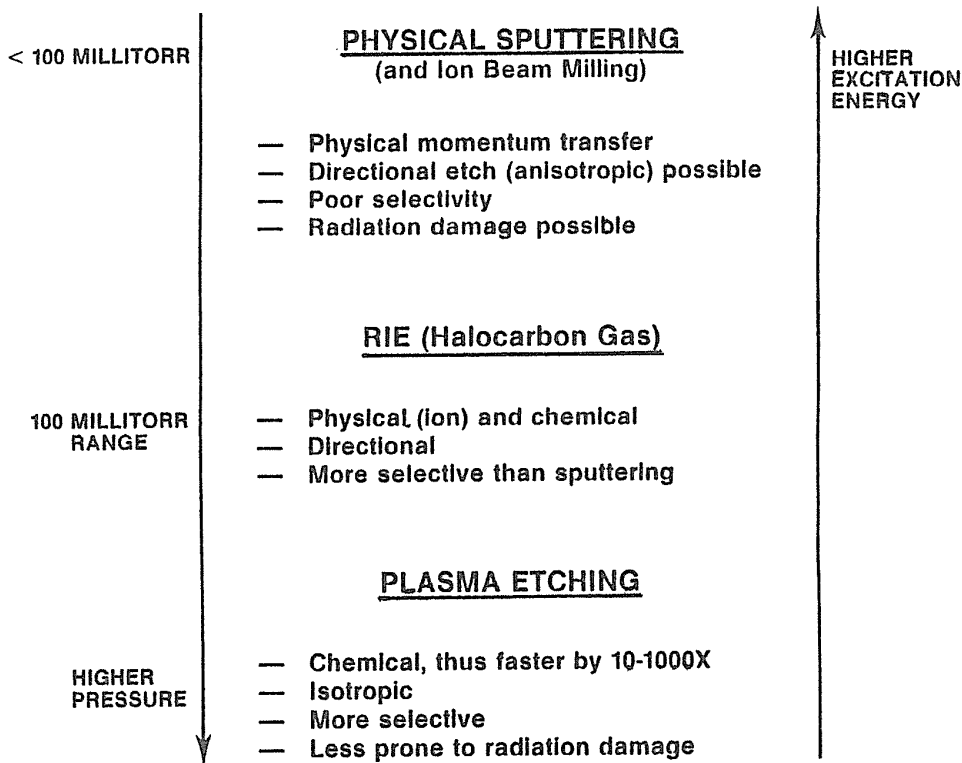 < 100 MILLITORR
PHYSICAL SPUTTERING
(and Ion Beam Milling)
HIGHER
EXCITATION
ENERGY
— Physical momentum transfer
— Directional etch (anisotropic) possible
— Poor selectivity
— Radiation damage possible
RIE (Halocarbon Gas)
100 MILLITORR
RANGE
— Physical (ion) and chemical
— Directional
— More selective than sputtering
PLASMA ETCHING
HIGHER
PRESSURE
— Chemical, thus faster by 10-1000X
— Isotropic
— More selective
— Less prone to radiation damage